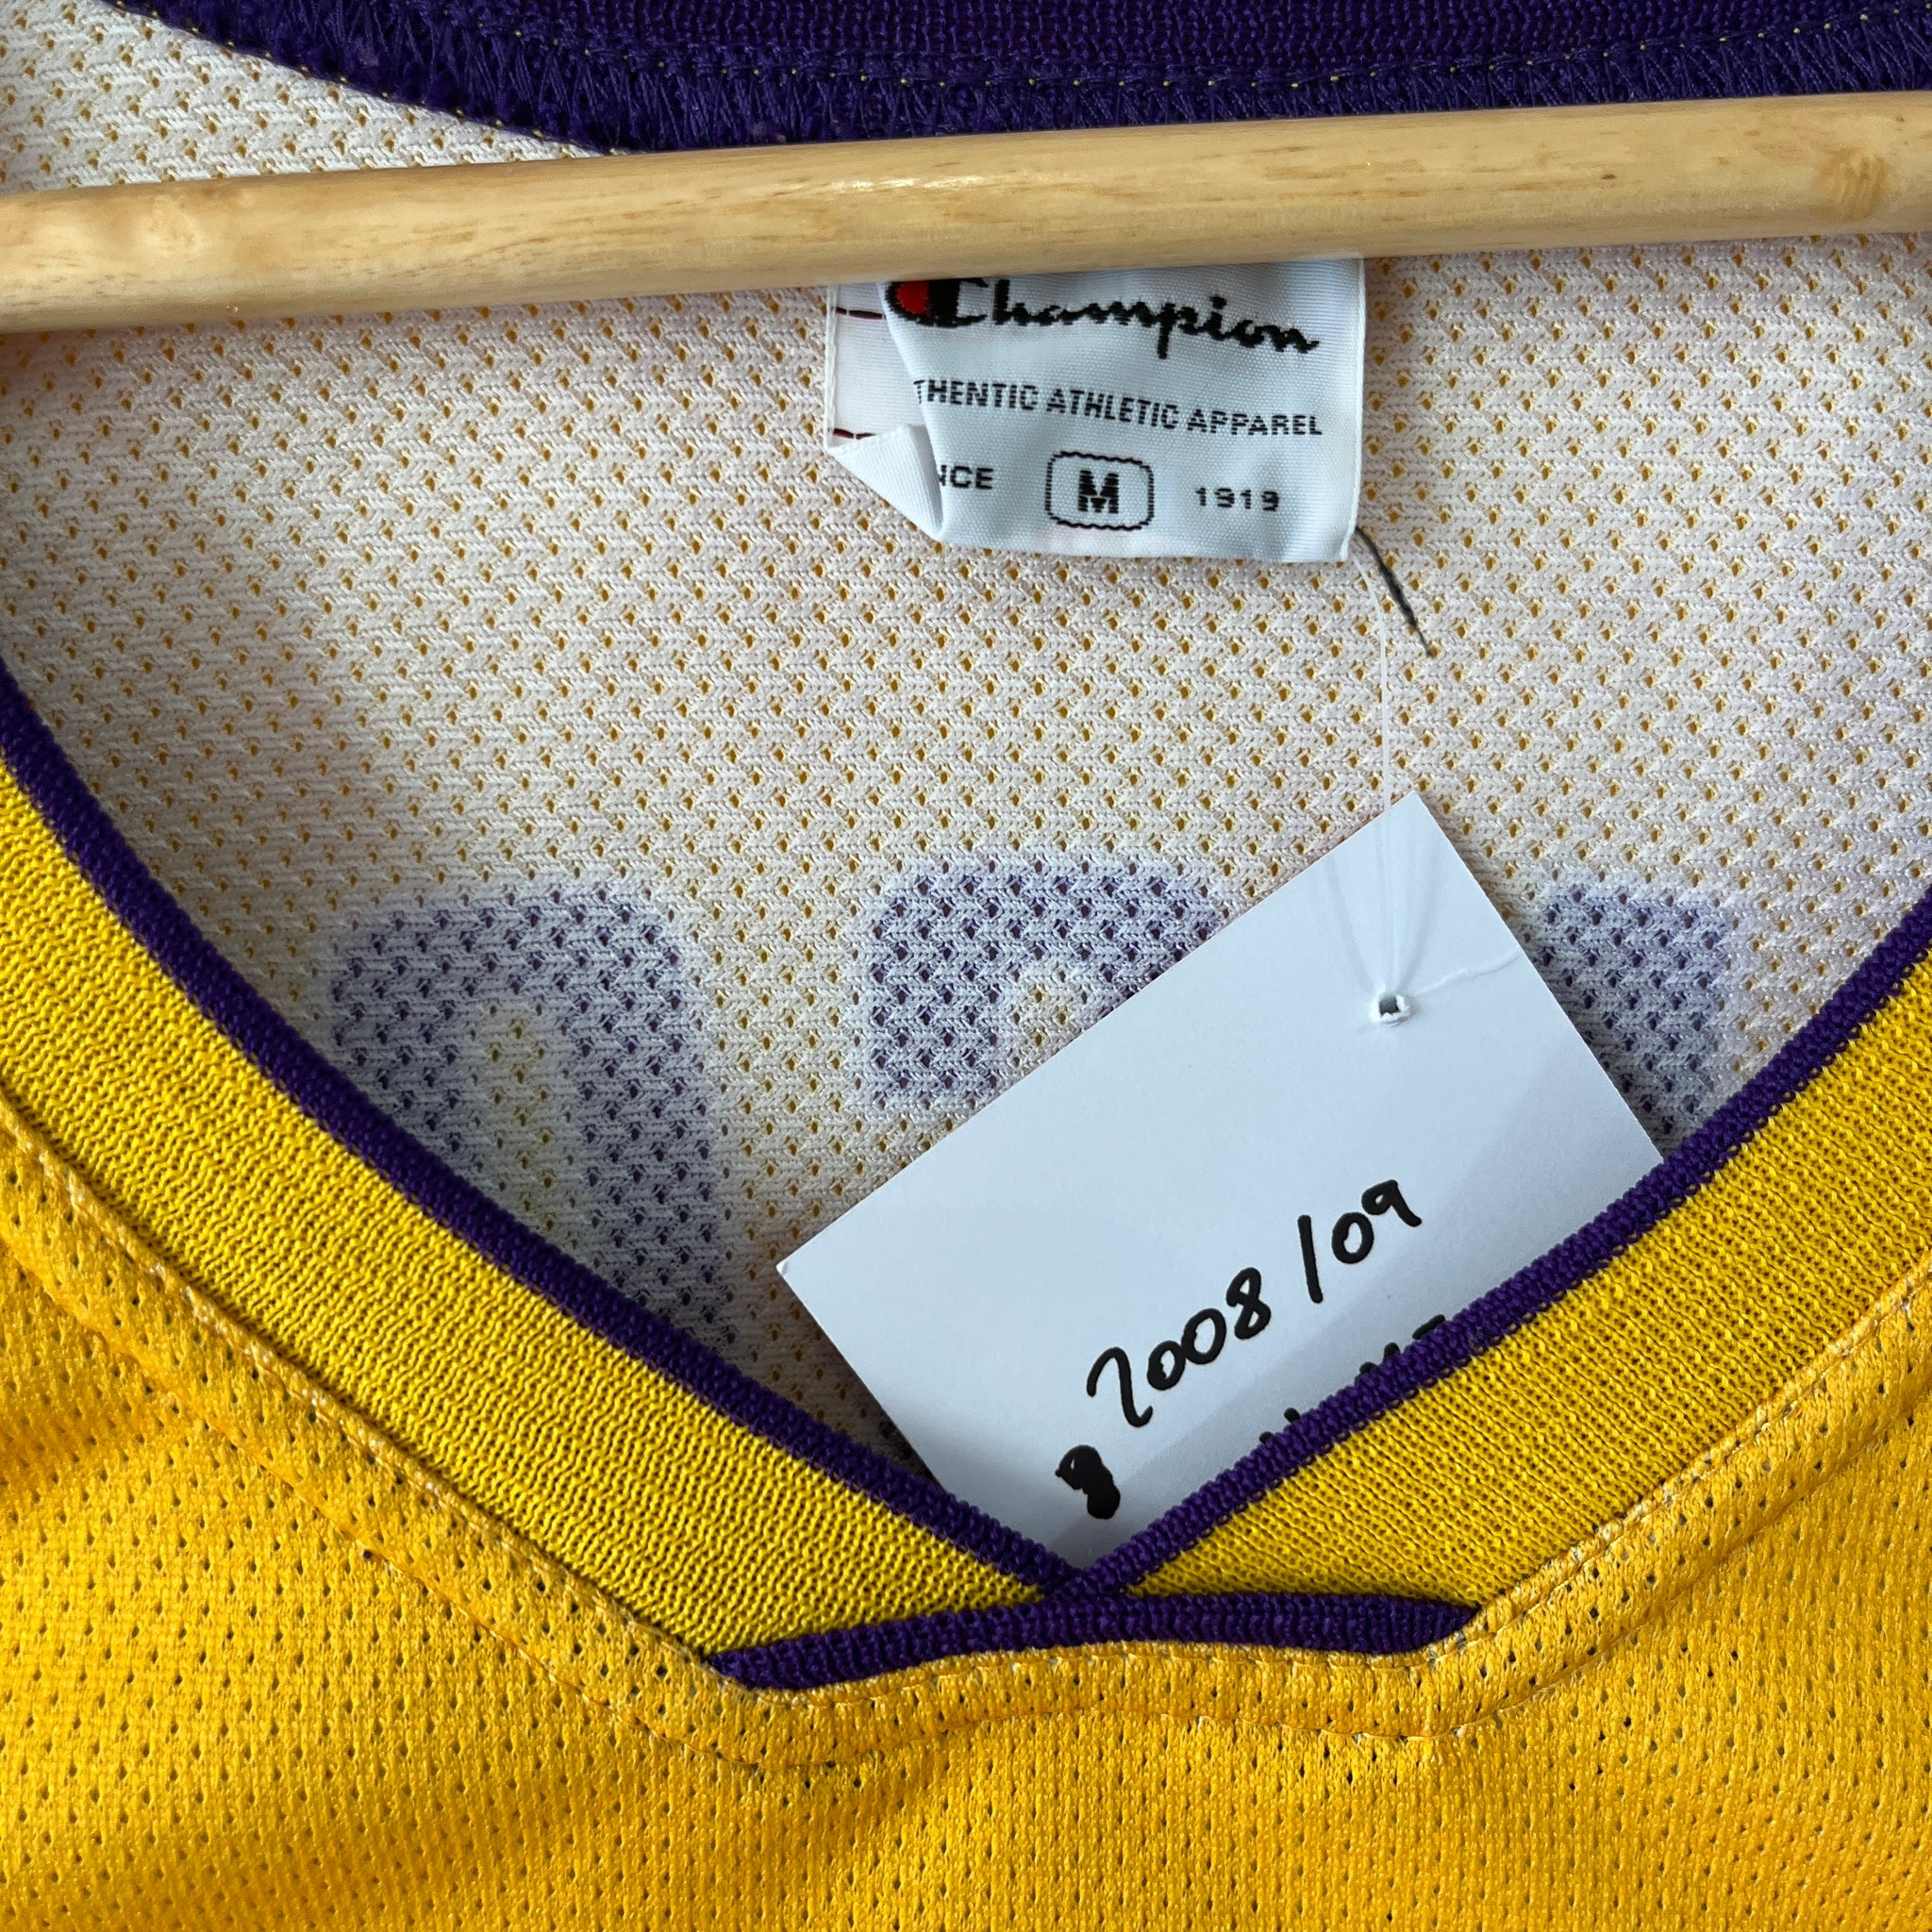 Champion
THENTIC ATHLETIC APPAREL
NCE M 1919
2008/09